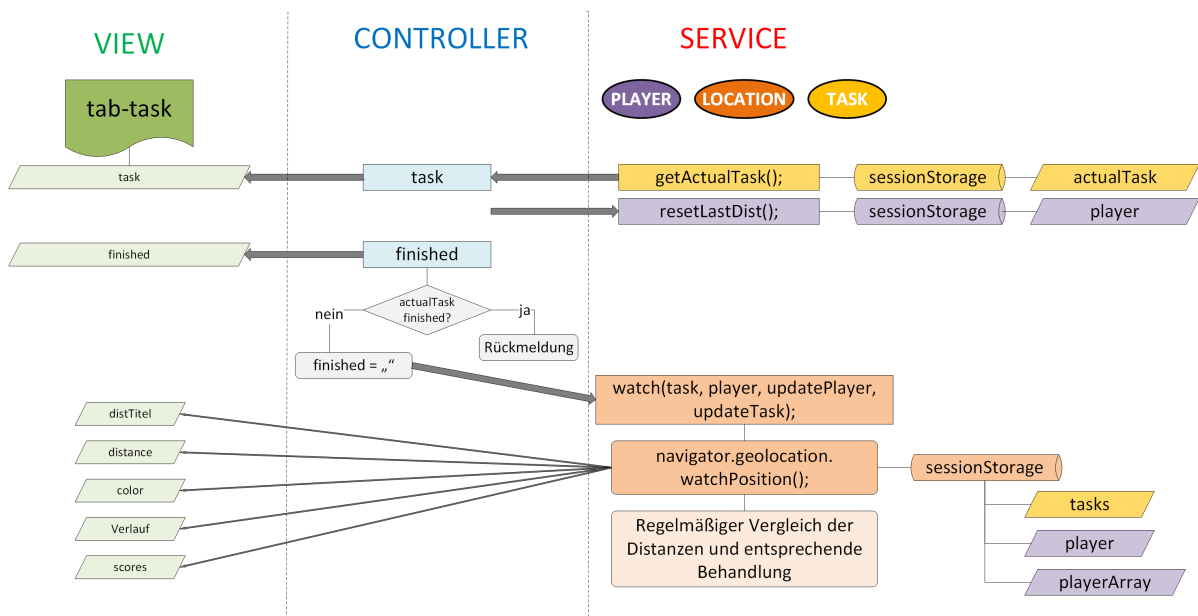 VIEW
CONTROLLER
SERVICE
tab-task
PLAYER
LOCATION
TASK
task
task
getActualTask();
sessionStorage
actualTask
resetLastDist();
sessionStorage
player
finished
finished
actualTask
finished?
nein
ja
Rückmeldung
finished = „“
watch(task, player, updatePlayer,
updateTask);
distTitel
distance
color
Verlauf
scores
navigator.geolocation.
watchPosition();
sessionStorage
Regelmäßiger Vergleich der
Distanzen und entsprechende
Behandlung
tasks
player
playerArray